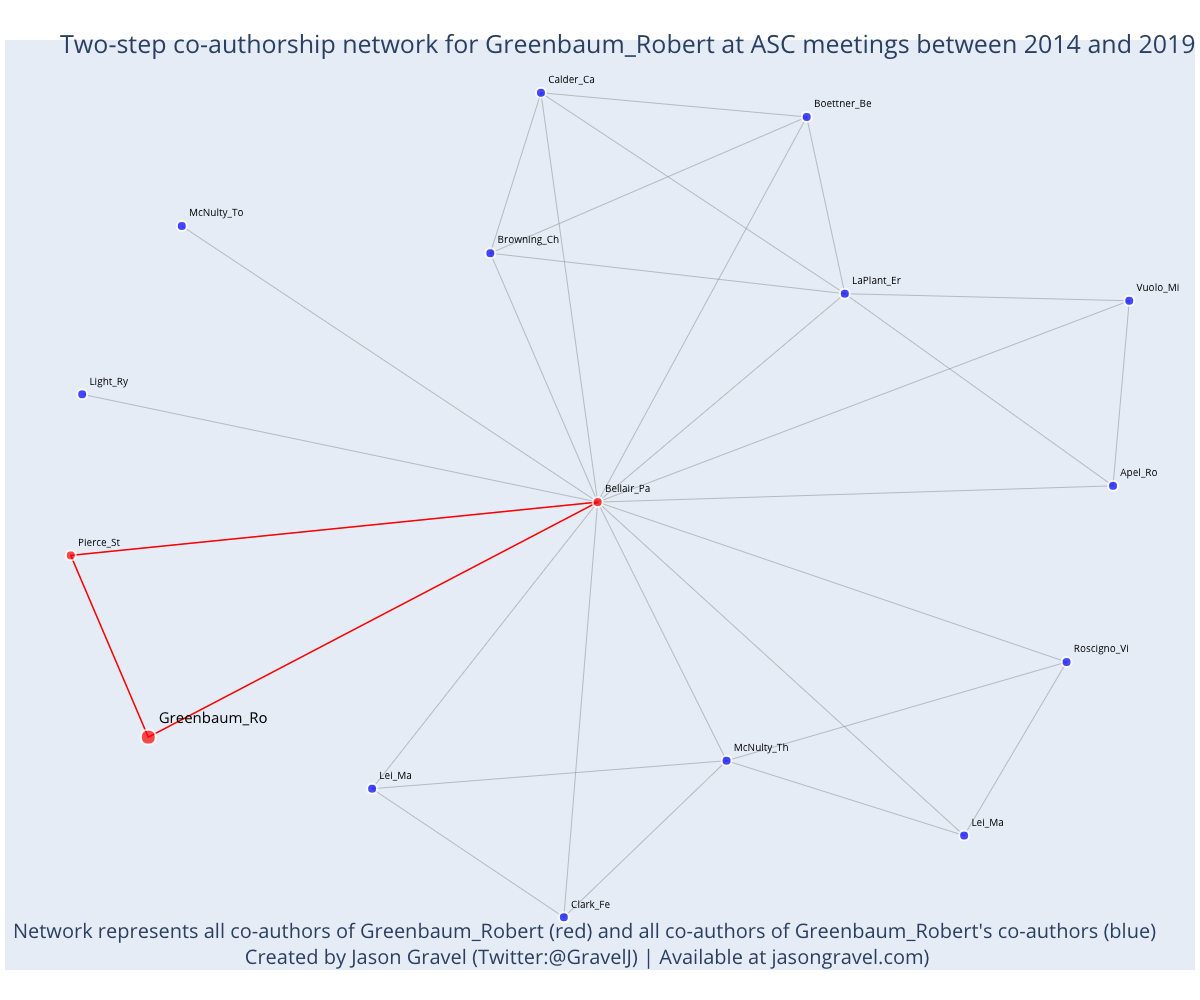 Two-step co-authorship network for Greenbaum_Robert at ASC meetings between 2014 and 2019
Calder_Ca
Boettner_Be
McNulty_To
Browning_Ch
LaPlant_Er
Vuolo_Mi
Light_Ry
Apel_Ro
Bellair_Pa
Pierce_St
Roscigno_Vi
Greenbaum_Ro
McNulty_Th
Lei_Ma
Lei_Ma
Clark_Fe
Network represents all co-authors of Greenbaum_Robert (red) and all co-authors of Greenbaum_Robert's co-authors (blue)
Created by Jason Gravel (Twitter:@GravelJ) | Available at jasongravel.com)